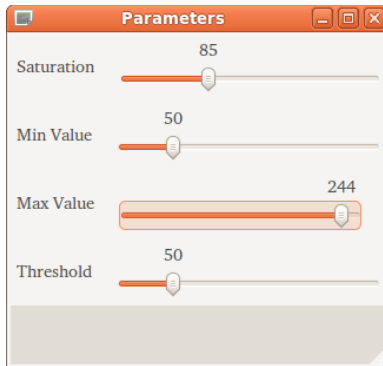 Parameters
85
Saturation
50
Min Value
244
Max Value
50
Threshold